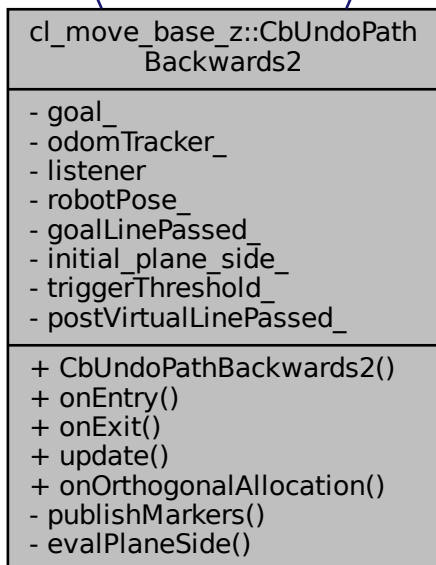 cl_move_base_z::CbUndoPath
Backwards2
- goal_
- odomTracker_
- listener
- robotPose_
- goalLinePassed_
- initial_plane_side_
- triggerThreshold_
- postVirtualLinePassed_
+ CbUndoPathBackwards2()
+ onEntry()
+ onExit()
+ update()
+ onOrthogonalAllocation()
- publishMarkers()
- evalPlaneSide()